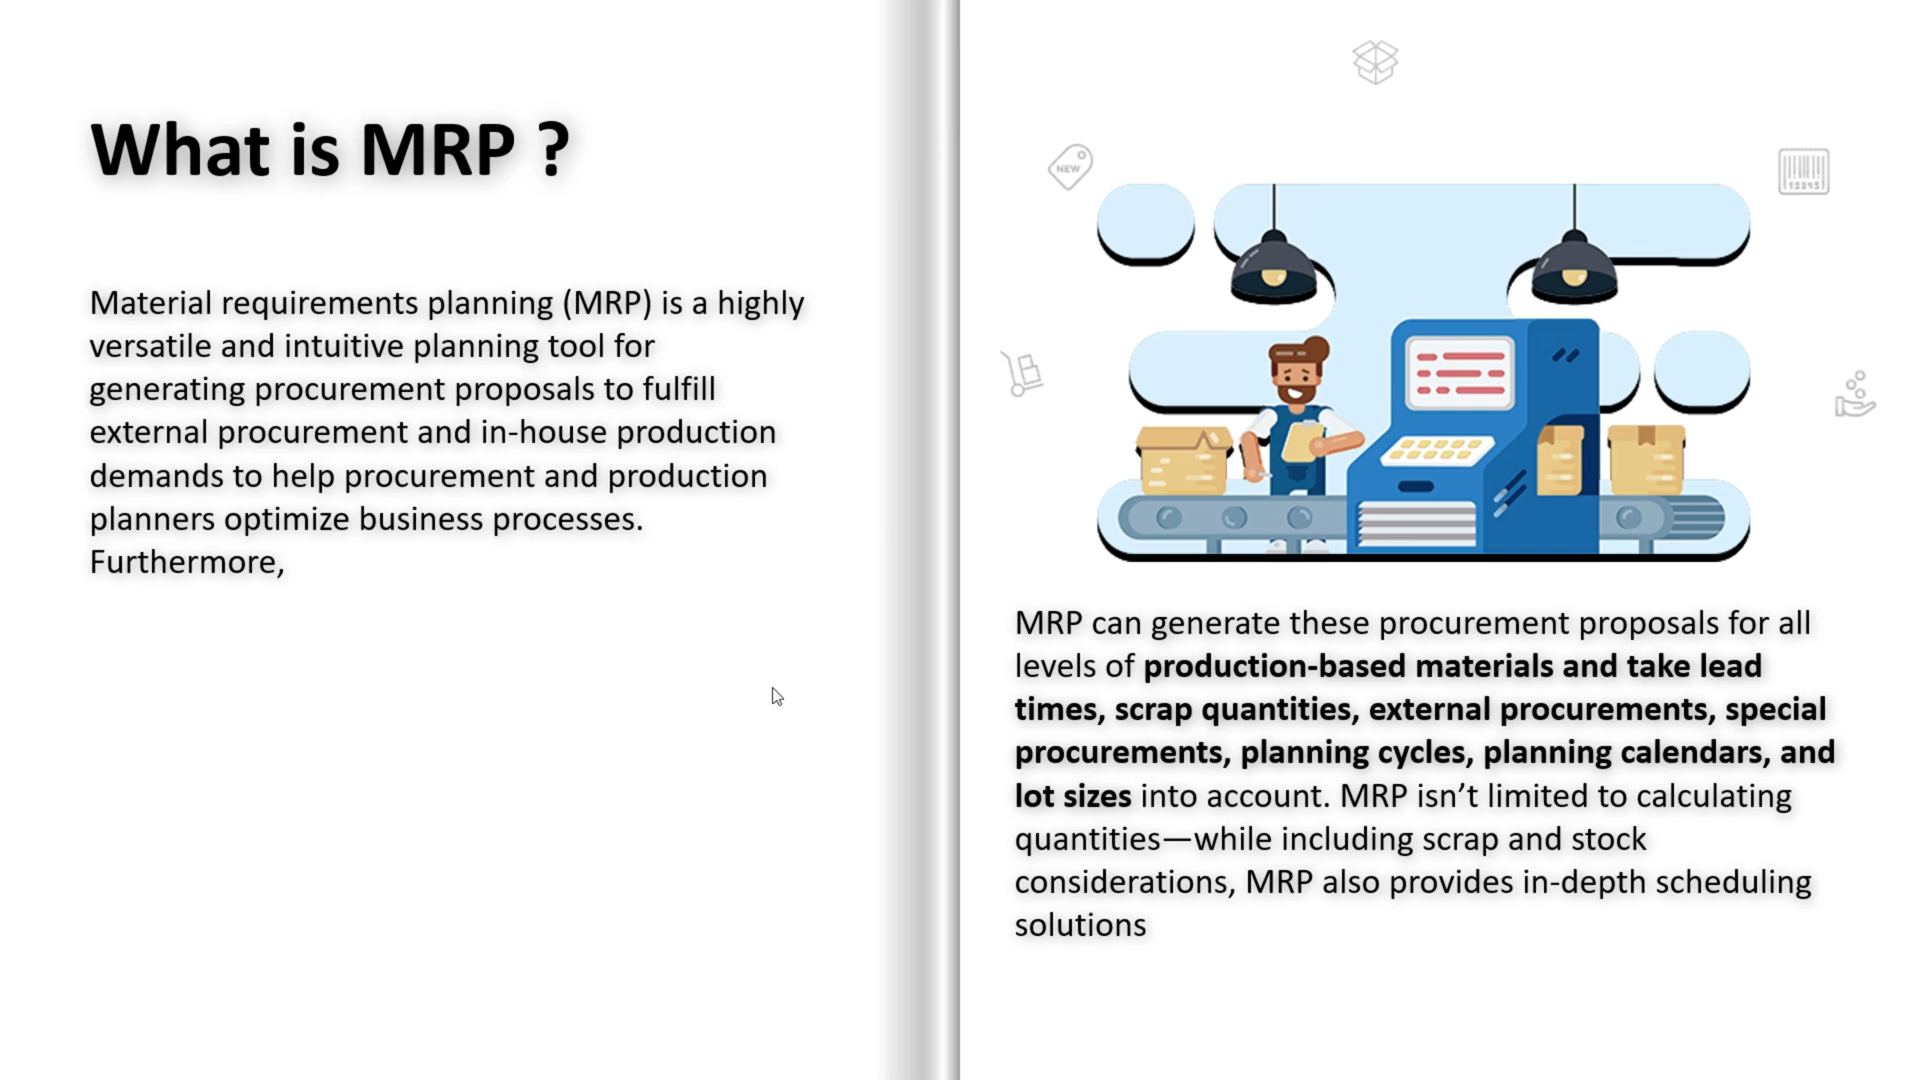 What is MRP ?
Material requirements planning (MRP) is a highly
versatile and intuitive planning tool for
generating procurement proposals to fulfill
external procurement and in-house production
demands to help procurement and production
planners optimize business processes.
Furthermore,
NEW
12345
MRP can generate these procurement proposals for all
levels of production-based materials and take lead
times, scrap quantities, external procurements, special
procurements, planning cycles, planning calendars, and
lot sizes into account. MRP isn’t limited to calculating
quantities—while including scrap and stock
considerations, MRP also provides in-depth scheduling
solutions